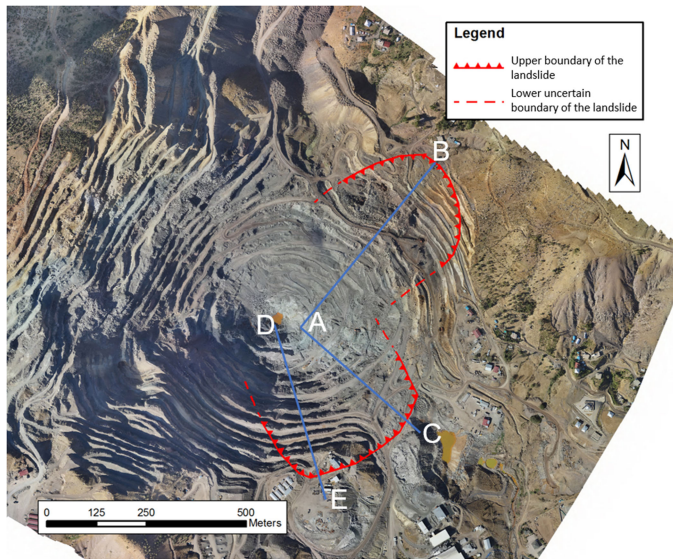 Legend
Upper boundary of the
landslide
Lower uncertain
boundary of the landslide
N
B
D
A
C
E
0 125 250 500
Meters